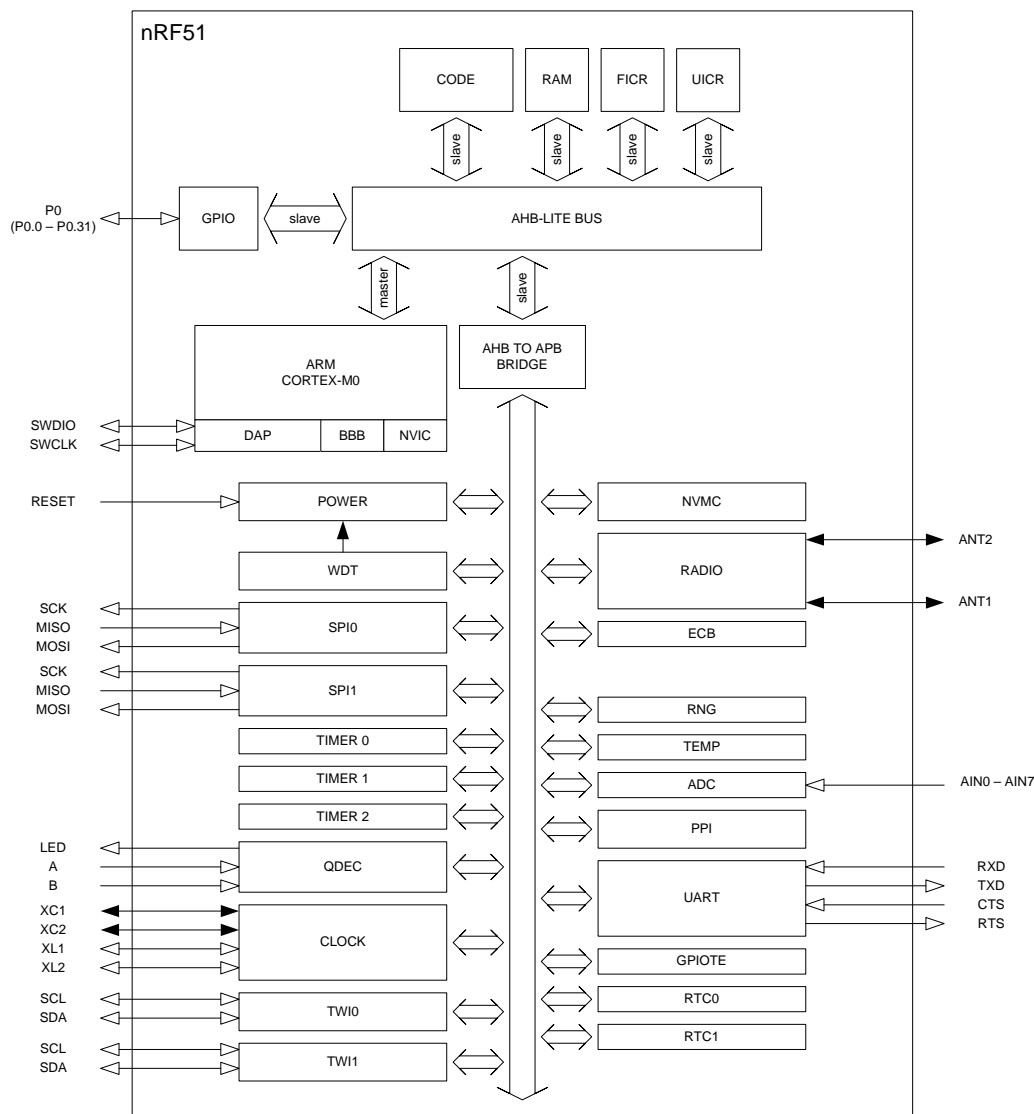 nRF51
CODE
RAM
FICR
UICR
slave
slave
slave
slave
P0
(P0.0 – P0.31)
GPIO
slave
AHB-LITE BUS
master
slave
ARM
CORTEX-M0
AHB TO APB
BRIDGE
SWDIO
SWCLK
DAP
BBB
NVIC
RESET
POWER
NVMC
WDT
RADIO
ANT2
ANT1
SCK
MISO
MOSI
SPI0
ECB
SCK
MISO
MOSI
SPI1
RNG
TIMER 0
TEMP
TIMER 1
ADC
AIN0 – AIN7
TIMER 2
PPI
LED
A
B
QDEC
UART
RXD
TXD
CTS
RTS
XC1
XC2
XL1
XL2
CLOCK
GPIOTE
SCL
SDA
TWI0
RTC0
RTC1
SCL
SDA
TWI1